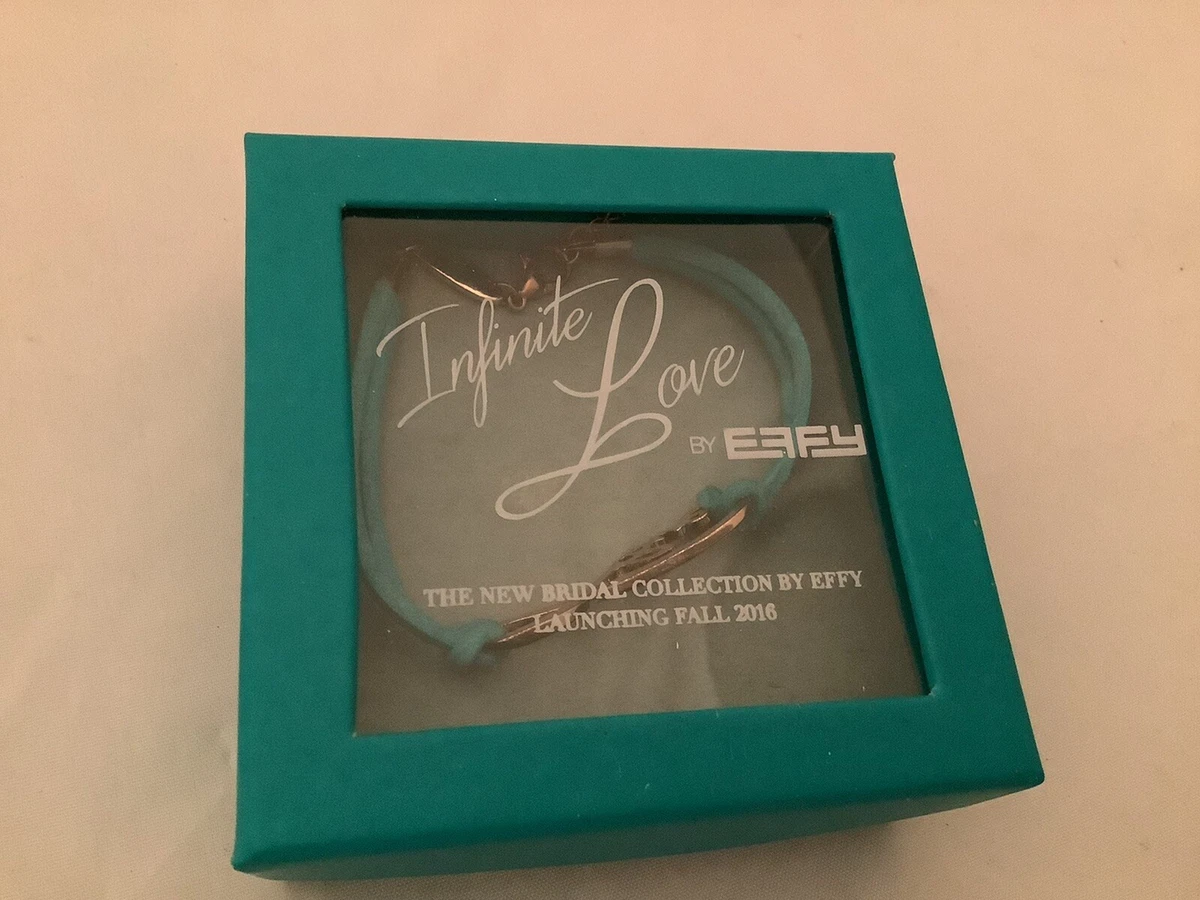 Infinite Love
BY EFFY
THE NEW BRIDAL COLLECTION BY EFFY
LAUNCHING FALL 2016